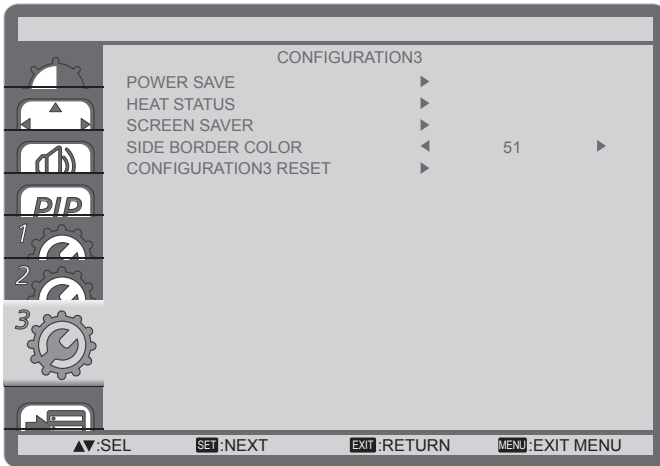 CONFIGURATION3
POWER SAVE
HEAT STATUS
SCREEN SAVER
SIDE BORDER COLOR 51
CONFIGURATION3 RESET
PIP
1
2
3
▲▼:SEL SET:NEXT EXIT:RETURN MENU:EXIT MENU